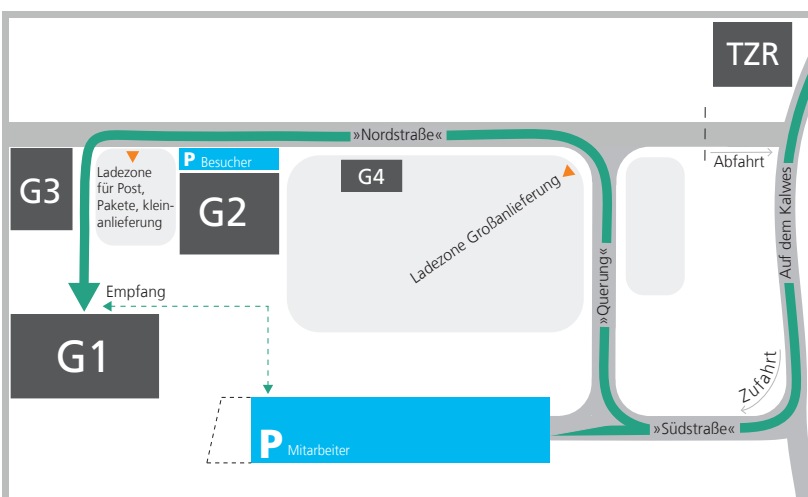 TZR
»Nordstraße«
Abfahrt
G3
Ladezone
für Post,
Pakete, klein-
anlieferung
P Besucher
G2
G4
Ladezone Großanlieferung
»Querung«
Auf dem Kalwes
Empfang
G1
Zufahrt
P Mitarbeiter
»Südstraße«